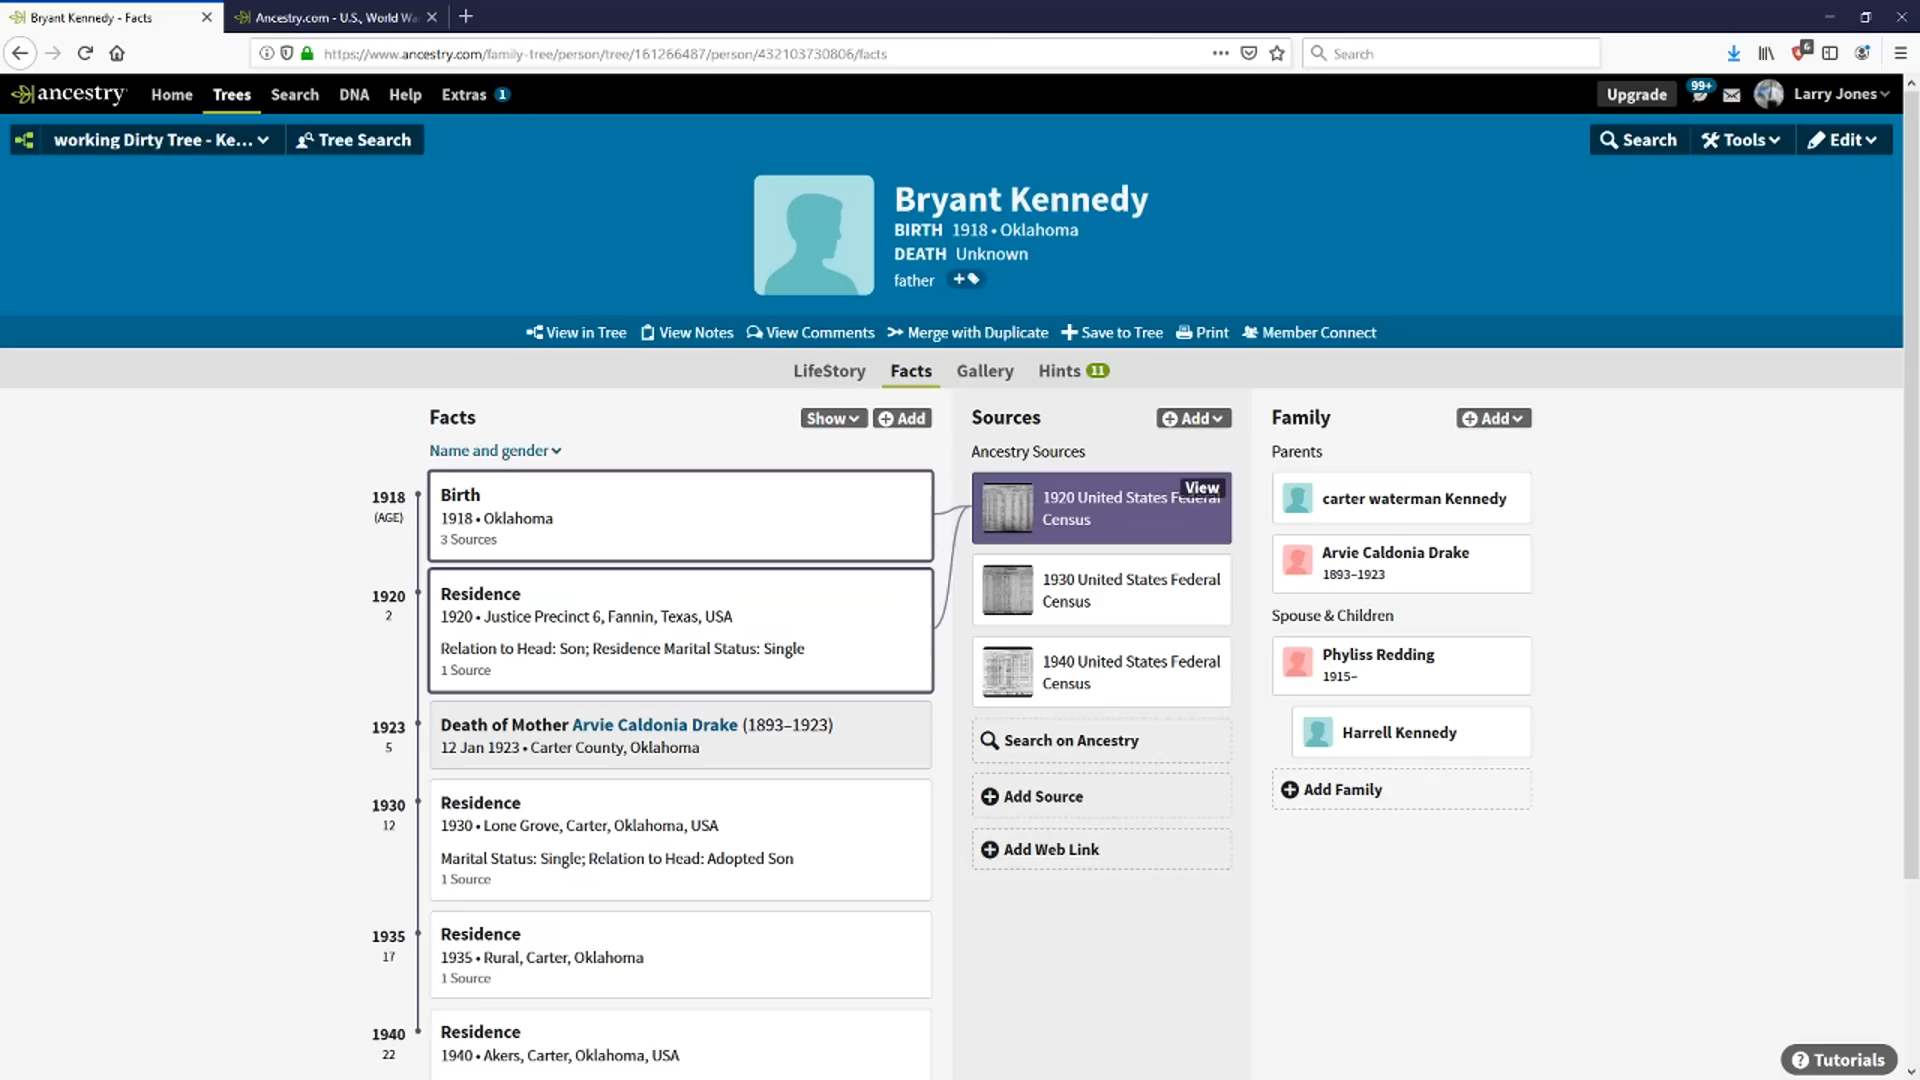 Bryant Kennedy - Facts
Ancestry.com - U.S., World Wa
https://www.ancestry.com/family-tree/person/tree/161266487/person/432103730806/facts
Search
6
ancestry
Home
Trees
Search
DNA
Help
Extras 1
Upgrade
99+
Larry Jones
working Dirty Tree - Ke...
Tree Search
Search
Tools
Edit
Bryant Kennedy
BIRTH 1918 • Oklahoma
DEATH Unknown
father
View in Tree
View Notes
View Comments
Merge with Duplicate
Save to Tree
Print
Member Connect
LifeStory
Facts
Gallery
Hints 11
Facts
Show
Add
Name and gender
1918
(AGE)
Birth
1918 • Oklahoma
3 Sources
1920
2
Residence
1920 • Justice Precinct 6, Fannin, Texas, USA
Relation to Head: Son; Residence Marital Status: Single
1 Source
1923
5
Death of Mother Arvie Caldonia Drake (1893–1923)
12 Jan 1923 • Carter County, Oklahoma
1930
12
Residence
1930 • Lone Grove, Carter, Oklahoma, USA
Marital Status: Single; Relation to Head: Adopted Son
1 Source
1935
17
Residence
1935 • Rural, Carter, Oklahoma
1 Source
1940
22
Residence
1940 • Akers, Carter, Oklahoma, USA
Sources
Add
Ancestry Sources
View
1920 United States Federal
Census
1930 United States Federal
Census
1940 United States Federal
Census
Search on Ancestry
Add Source
Add Web Link
Family
Add
Parents
carter waterman Kennedy
Arvie Caldonia Drake
1893–1923
Spouse & Children
Phyliss Redding
1915–
Harrell Kennedy
Add Family
Tutorials